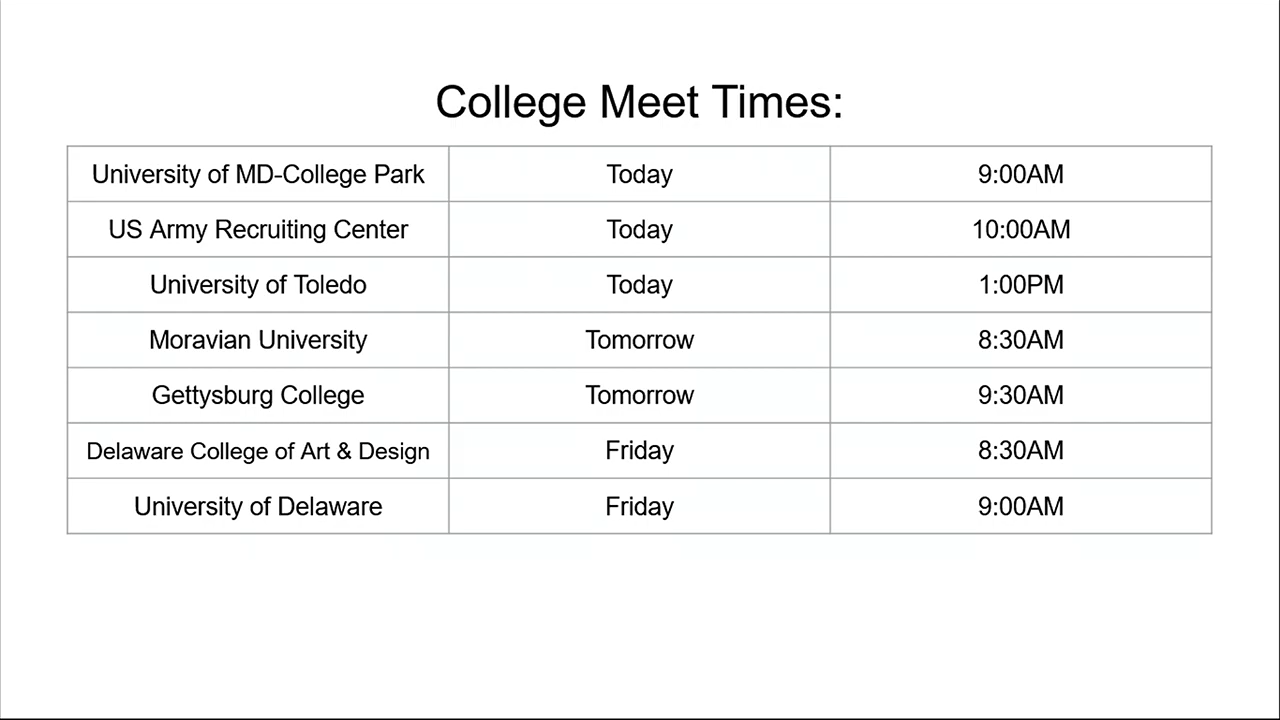 College Meet Times:
University of MD-College Park Today 9:00AM
US Army Recruiting Center Today 10:00AM
University of Toledo Today 1:00PM
Moravian University Tomorrow 8:30AM
Gettysburg College Tomorrow 9:30AM
Delaware College of Art & Design Friday 8:30AM
University of Delaware Friday 9:00AM